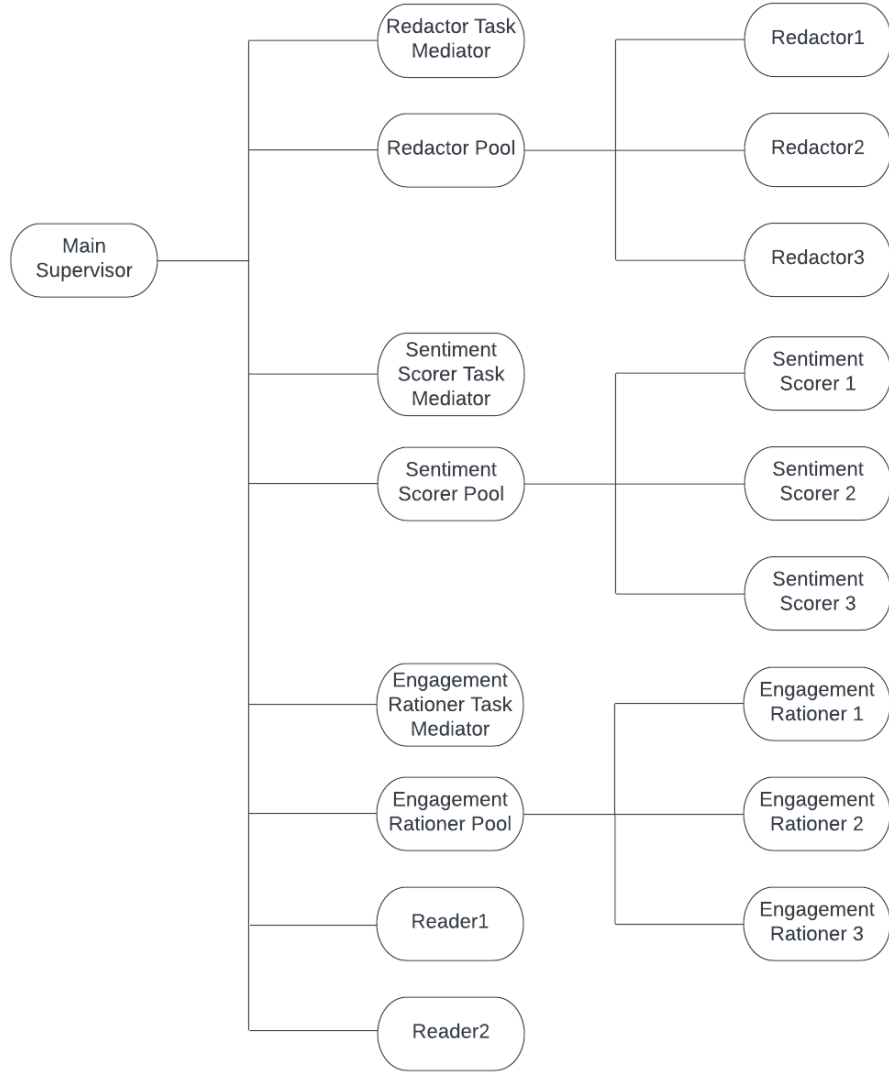 Redactor Task
Mediator
Redactor1
Redactor Pool
Redactor2
Main
Supervisor
Redactor3
Sentiment
Scorer Task
Mediator
Sentiment
Scorer 1
Sentiment
Scorer Pool
Sentiment
Scorer 2
Sentiment
Scorer 3
Engagement
Rationer Task
Mediator
Engagement
Rationer 1
Engagement
Rationer Pool
Engagement
Rationer 2
Reader1
Engagement
Rationer 3
Reader2